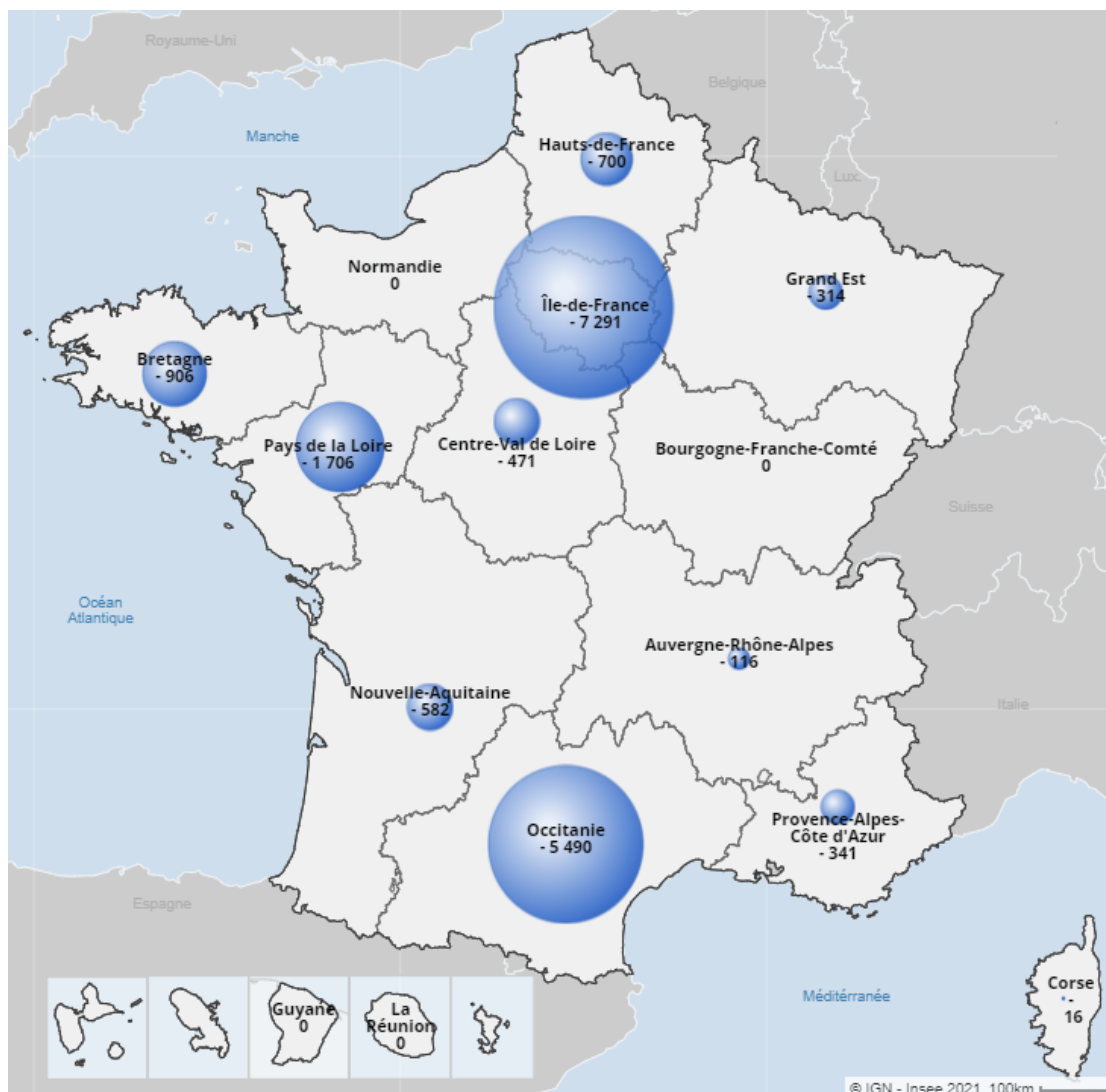 Royaume-Uni
Belgique
Manche
Hauts-de-France
- 700
Lux.
Normandie
0
Grand Est
- 314
Île-de-France
- 7 291
Bretagne
- 906
Pays de la Loire
- 1 706
Centre-Val de Loire
- 471
Bourgogne-Franche-Comté
0
Suisse
Océan
Atlantique
Auvergne-Rhône-Alpes
- 116
Nouvelle-Aquitaine
- 582
Italie
Occitanie
- 5 490
Provence-Alpes-
Côte d'Azur
- 341
Espagne
Méditérranée
Corse
-
16
Guyane
0
La
Réunion
0
© IGN - Insee 2021 100km